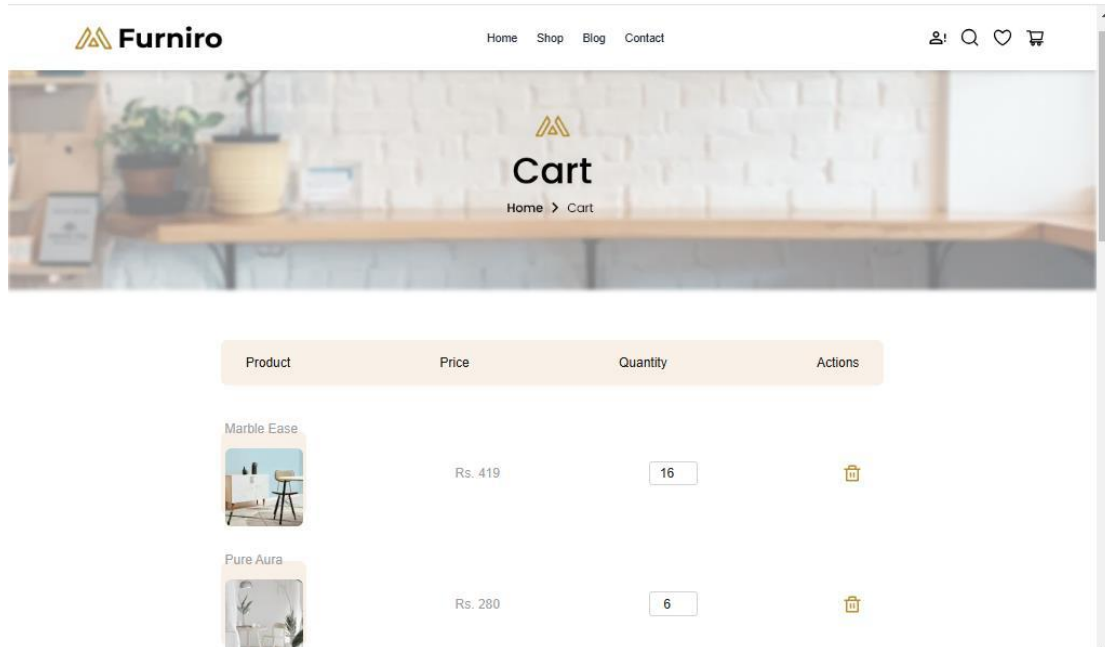 Furniro
Home Shop Blog Contact
Cart
Home > Cart
Product Price Quantity Actions
Marble Ease
Rs. 419 16
Pure Aura
Rs. 280 6